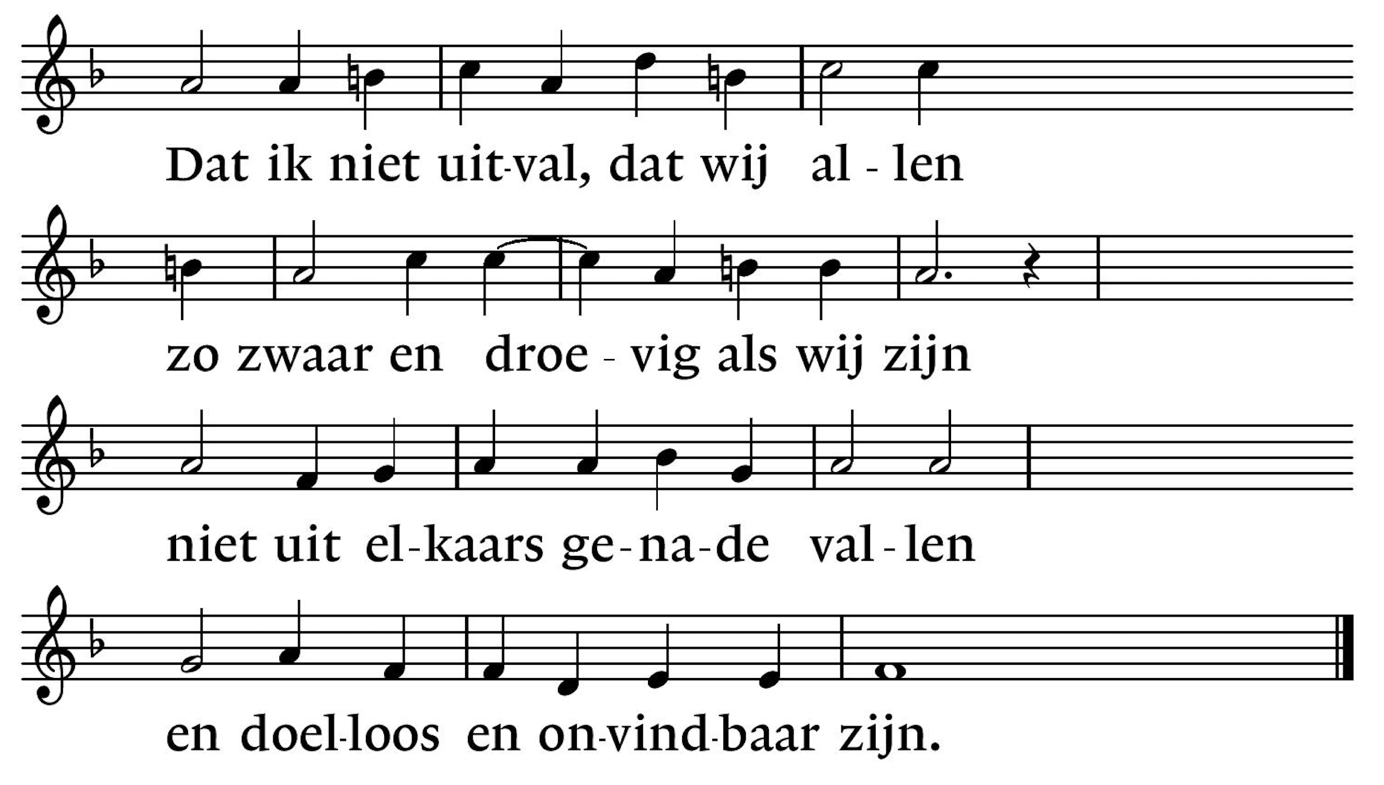 Dat ik niet uit-val, dat wij al - len
zo zwaar en droe - vig als wij zijn
niet uit el-kaars ge-na-de val-len
en doel-loos en on-vind-baar zijn.